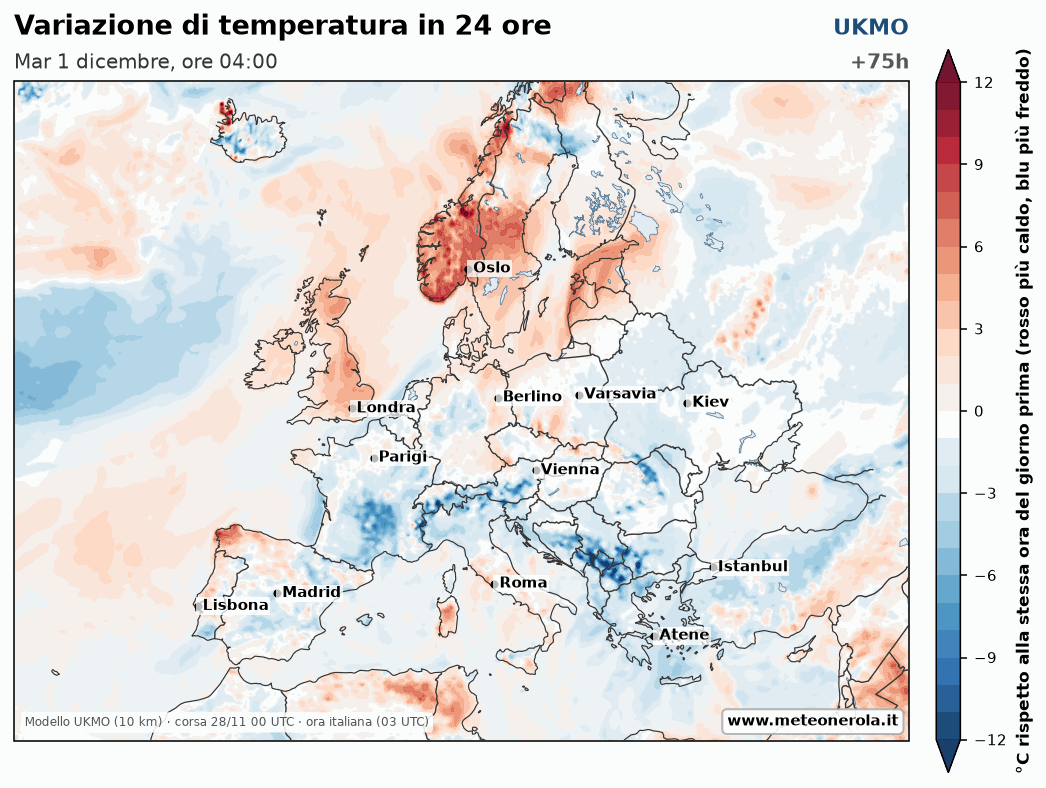 Variazione di temperatura in 24 ore
UKMO
Mar 1 dicembre, ore 04:00
+75h
Oslo
Londra
Berlino
Varsavia
Kiev
Parigi
Vienna
Istanbul
Madrid
Roma
Lisbona
Atene
Modello UKMO (10 km) · corsa 28/11 00 UTC · ora italiana (03 UTC)
www.meteonerola.it
12
9
6
3
0
−3
−6
−9
−12
°C rispetto alla stessa ora del giorno prima (rosso più caldo, blu più freddo)